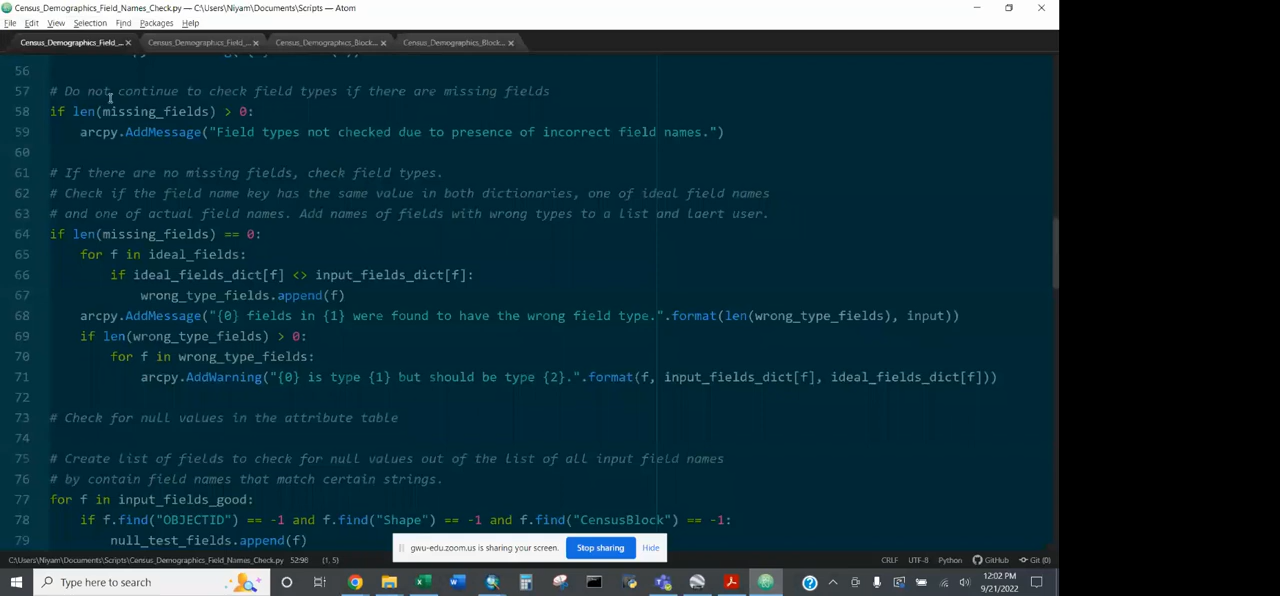 Census_Demographics_Field_Names_Check.py — C:\Users\Niyam\Documents\Scripts — Atom
File Edit View Selection Find Packages Help
Census_Demographics_Field_... Census_Demographics_Field_... Census_Demographics_Block... Census_Demographics_Block...
56
57 # Do not continue to check field types if there are missing fields
58 if len(missing_fields) > 0:
59 arcpy.AddMessage("Field types not checked due to presence of incorrect field names.")
60
61 # If there are no missing fields, check field types.
62 # Check if the field name key has the same value in both dictionaries, one of ideal field names
63 # and one of actual field names. Add names of fields with wrong types to a list and laert user.
64 if len(missing_fields) == 0:
65 for f in ideal_fields:
66 if ideal_fields_dict[f] <> input_fields_dict[f]:
67 wrong_type_fields.append(f)
68 arcpy.AddMessage("{0} fields in {1} were found to have the wrong field type.".format(len(wrong_type_fields), input))
69 if len(wrong_type_fields) > 0:
70 for f in wrong_type_fields:
71 arcpy.AddWarning("{0} is type {1} but should be type {2}.".format(f, input_fields_dict[f], ideal_fields_dict[f]))
72
73 # Check for null values in the attribute table
74
75 # Create list of fields to check for null values out of the list of all input field names
76 # by contain field names that match certain strings.
77 for f in input_fields_good:
78 if f.find("OBJECTID") == -1 and f.find("Shape") == -1 and f.find("CensusBlock") == -1:
79 null_test_fields.append(f)
gwu-edu.zoom.us is sharing your screen. Stop sharing Hide
C:\Users\Niyam\Documents\Scripts\Census_Demographics_Field_Names_Check.py 52:98 (1, 5) CRLF UTF-8 Python GitHub Git (0)
Type here to search
12:02 PM
9/21/2022